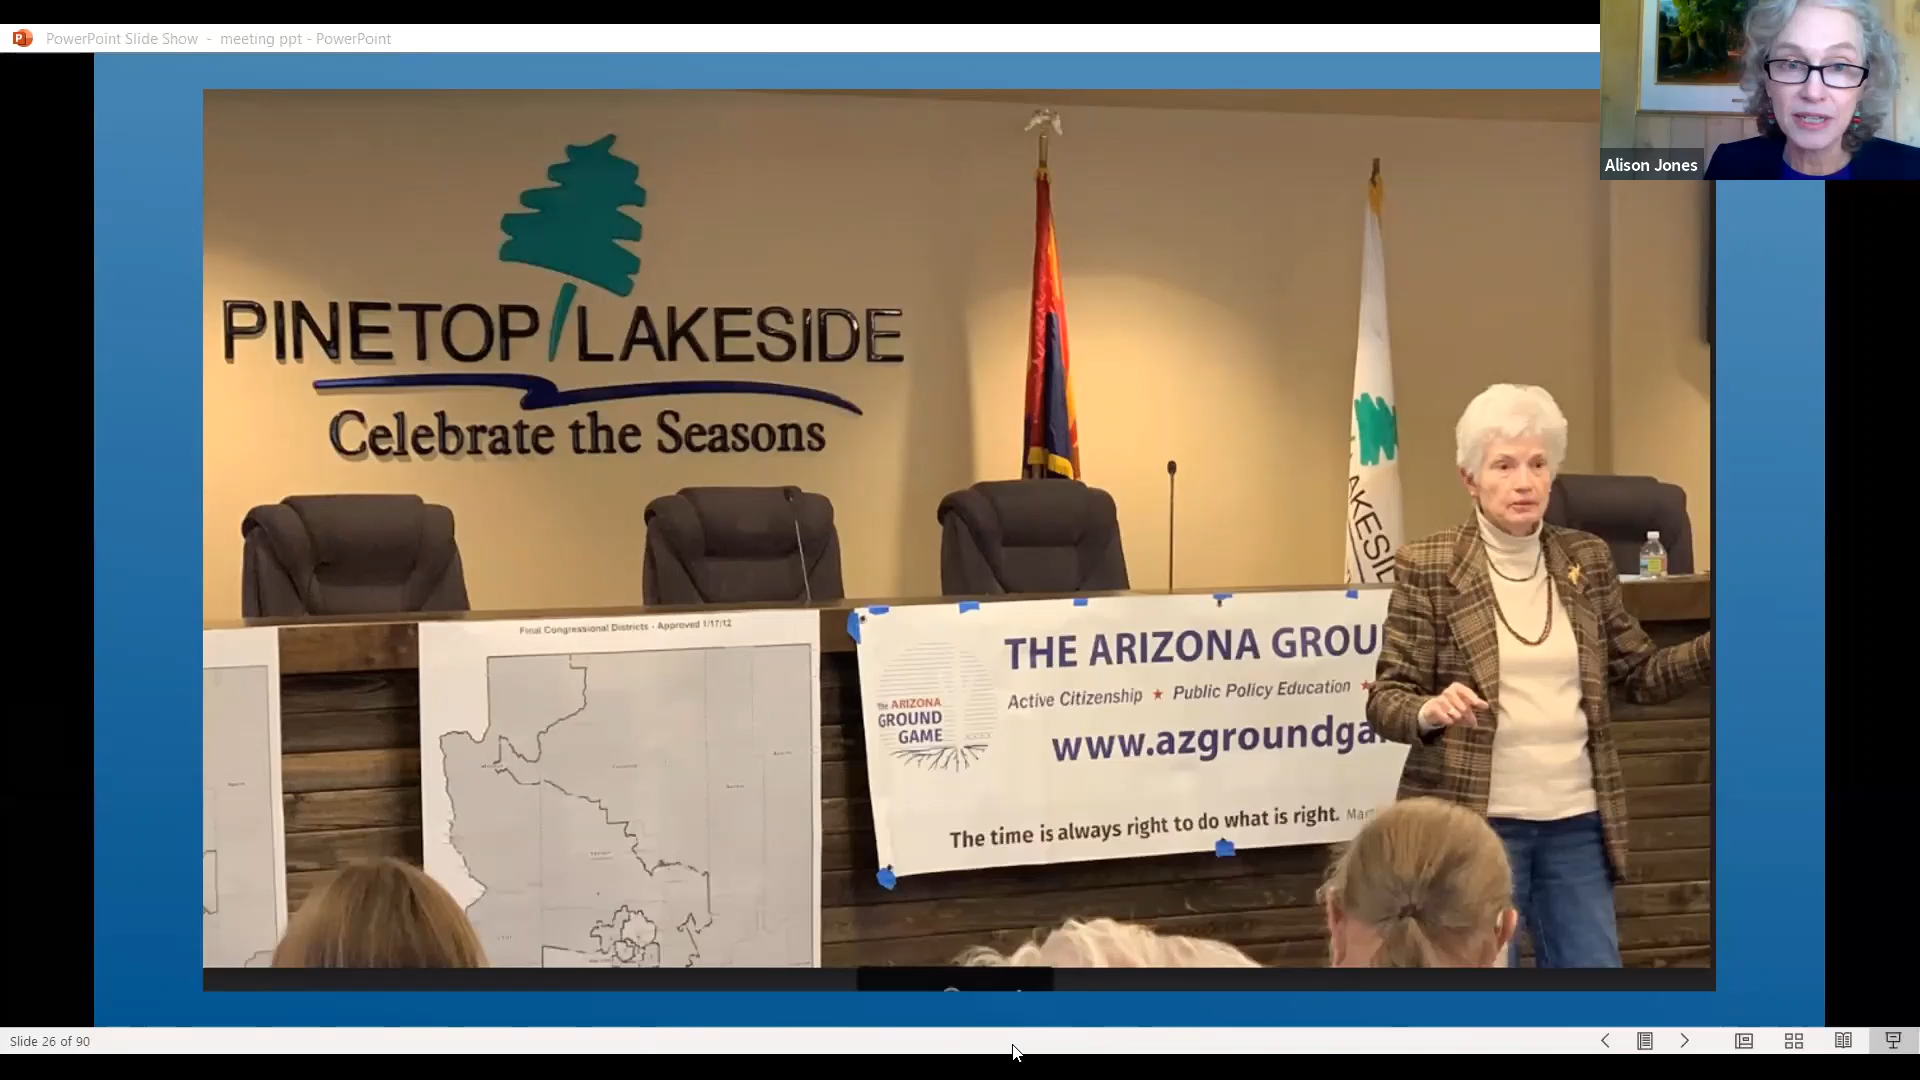 PowerPoint Slide Show - meeting ppt - PowerPoint
Alison Jones
PINETOP LAKESIDE
Celebrate the Seasons
LAKESIDE
Final Congressional Districts - Approved 1/17/12
THE ARIZONA GROU
Active Citizenship ★ Public Policy Education ★
The ARIZONA
GROUND
GAME
www.azgroundga
The time is always right to do what is right. Mar
Slide 26 of 90